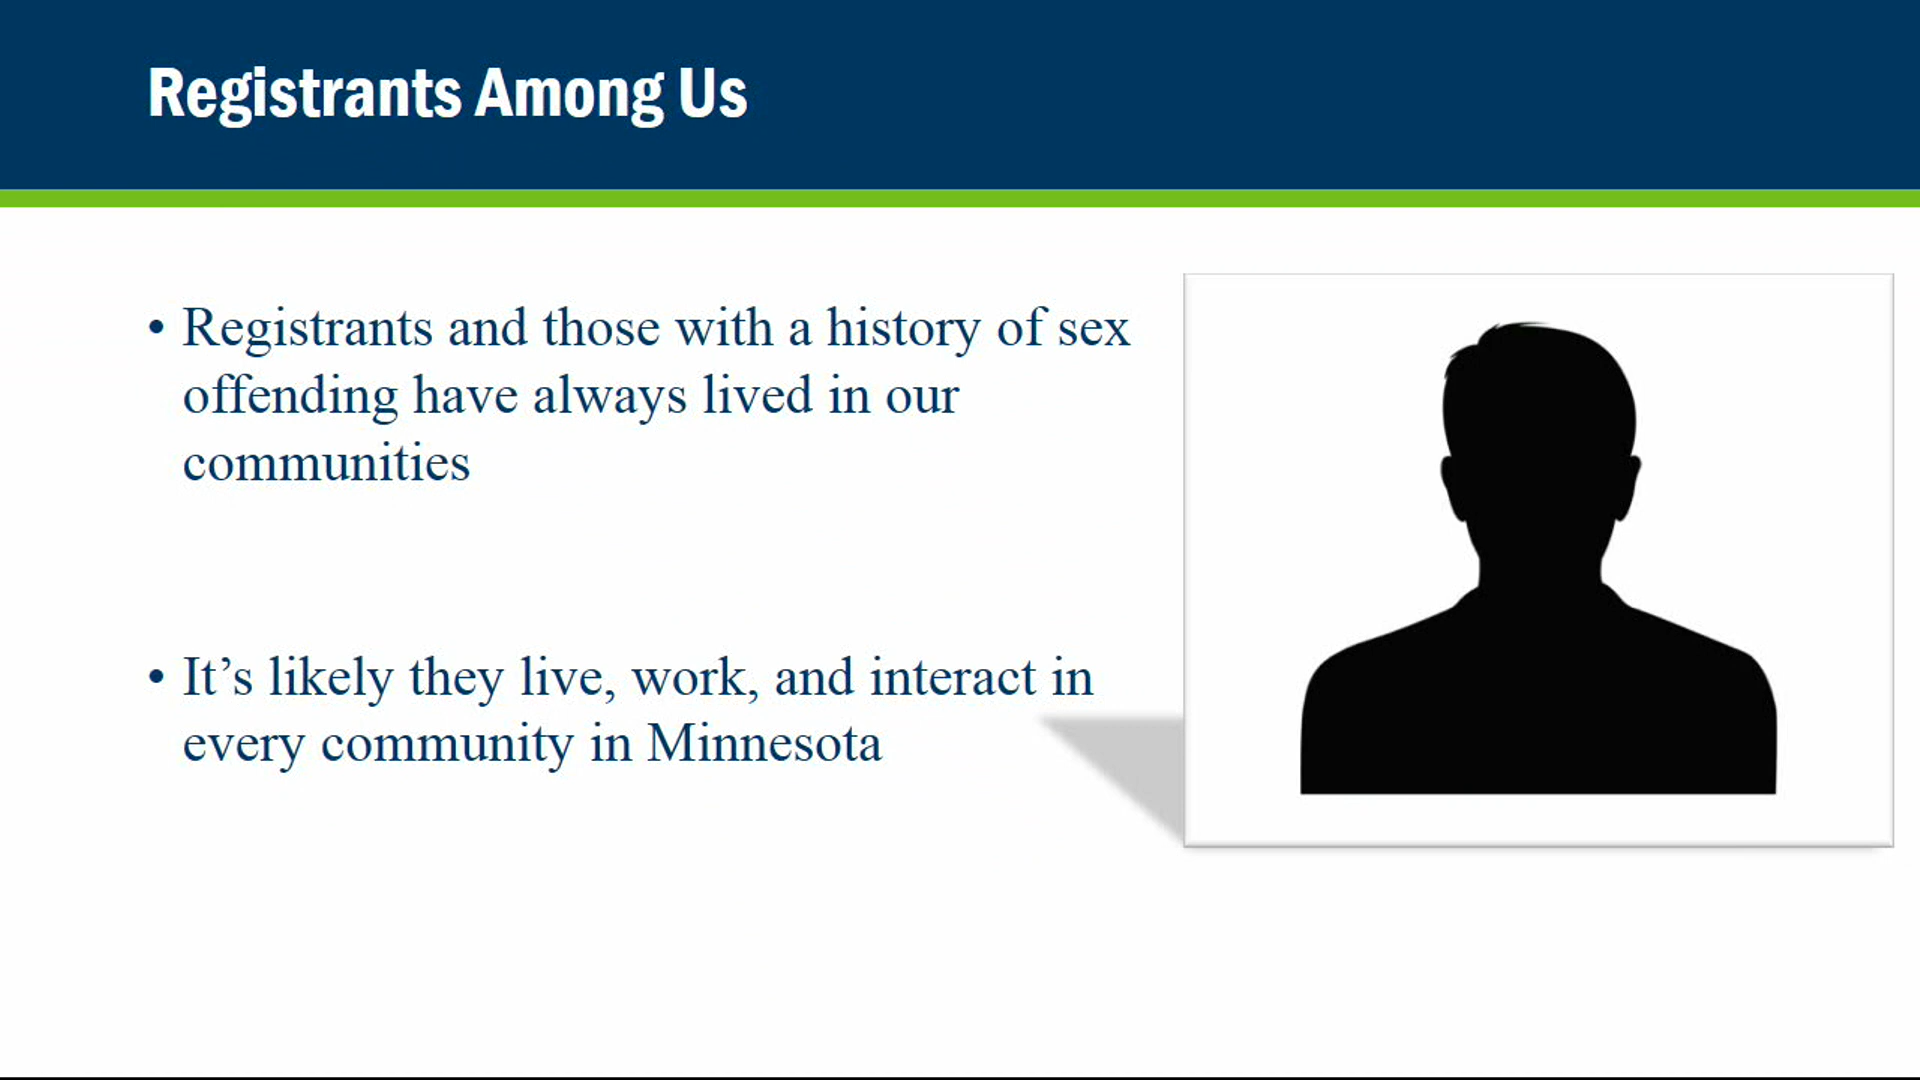 Registrants Among Us
• Registrants and those with a history of sex
offending have always lived in our
communities
• It’s likely they live, work, and interact in
every community in Minnesota